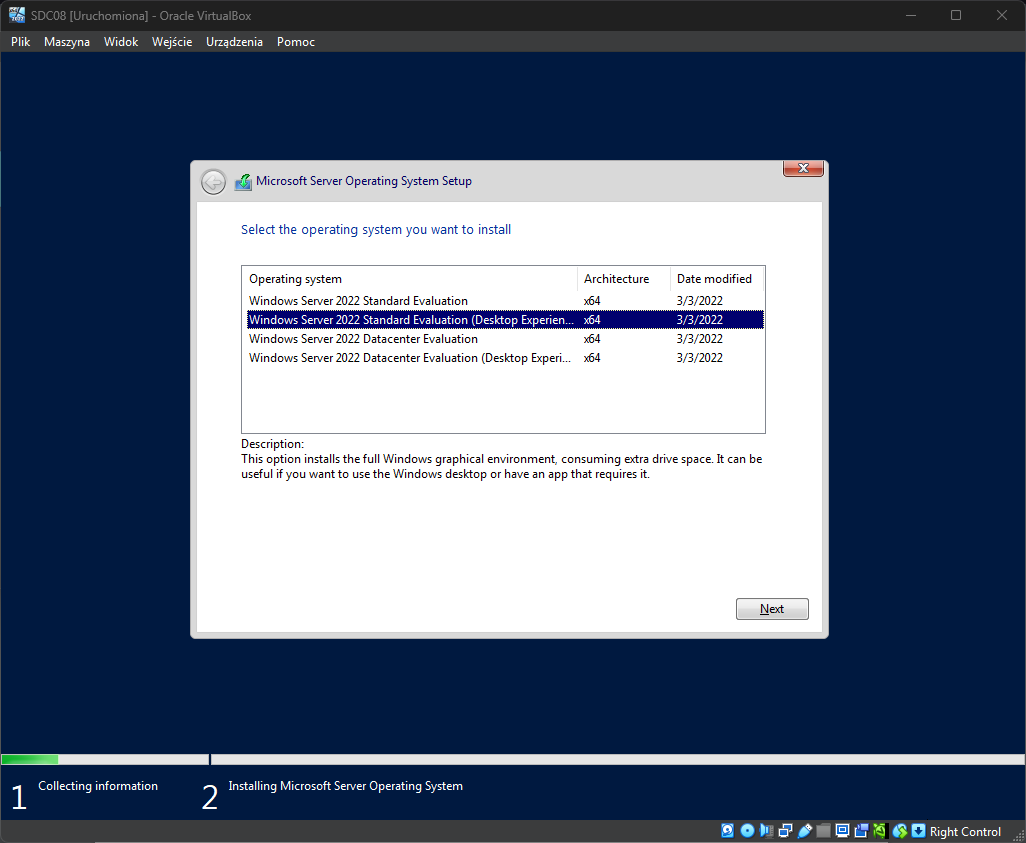 SDC08 [Uruchomiona] - Oracle VirtualBox
Plik Maszyna Widok Wejście Urządzenia Pomoc
Microsoft Server Operating System Setup
Select the operating system you want to install
Operating system Architecture Date modified
Windows Server 2022 Standard Evaluation x64 3/3/2022
Windows Server 2022 Standard Evaluation (Desktop Experien... x64 3/3/2022
Windows Server 2022 Datacenter Evaluation x64 3/3/2022
Windows Server 2022 Datacenter Evaluation (Desktop Experi... x64 3/3/2022
Description:
This option installs the full Windows graphical environment, consuming extra drive space. It can be
useful if you want to use the Windows desktop or have an app that requires it.
Next
1 Collecting information 2 Installing Microsoft Server Operating System
Right Control